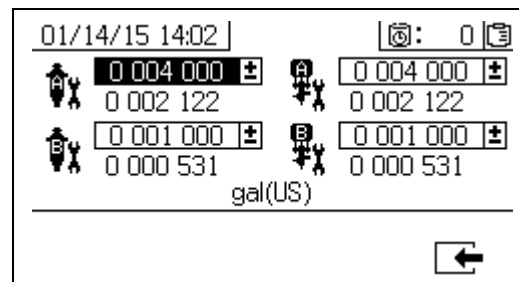 01/14/15 14:02 : 0
A 0 004 000 ± A 0 004 000 ±
0 002 122 0 002 122
B 0 001 000 ± B 0 001 000 ±
0 000 531 0 000 531
gal(US)